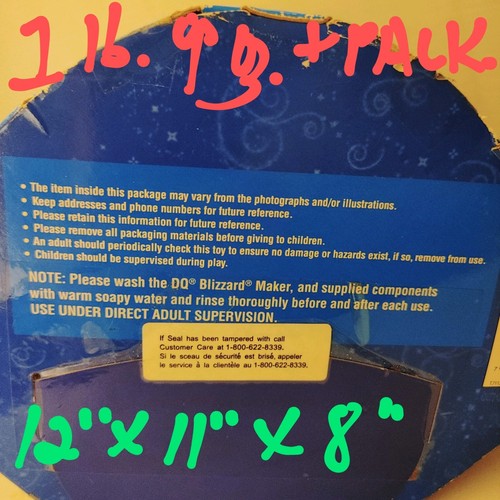 1 lb. 9 oz. + PACK.
• The item inside this package may vary from the photographs and/or illustrations.
• Keep addresses and phone numbers for future reference.
• Please retain this information for future reference.
• Please remove all packaging materials before giving to children.
• An adult should periodically check this toy to ensure no damage or hazards exist, if so, remove from use.
• Children should be supervised during play.
NOTE: Please wash the DQ® Blizzard® Maker, and supplied components
with warm soapy water and rinse thoroughly before and after each use.
USE UNDER DIRECT ADULT SUPERVISION.
If Seal has been tampered with call
Customer Care at 1-800-622-8339.
Si le sceau de sécurité est brisé, appeler
le service à la clientèle au 1-800-622-8339.
12" x 11" x 8"